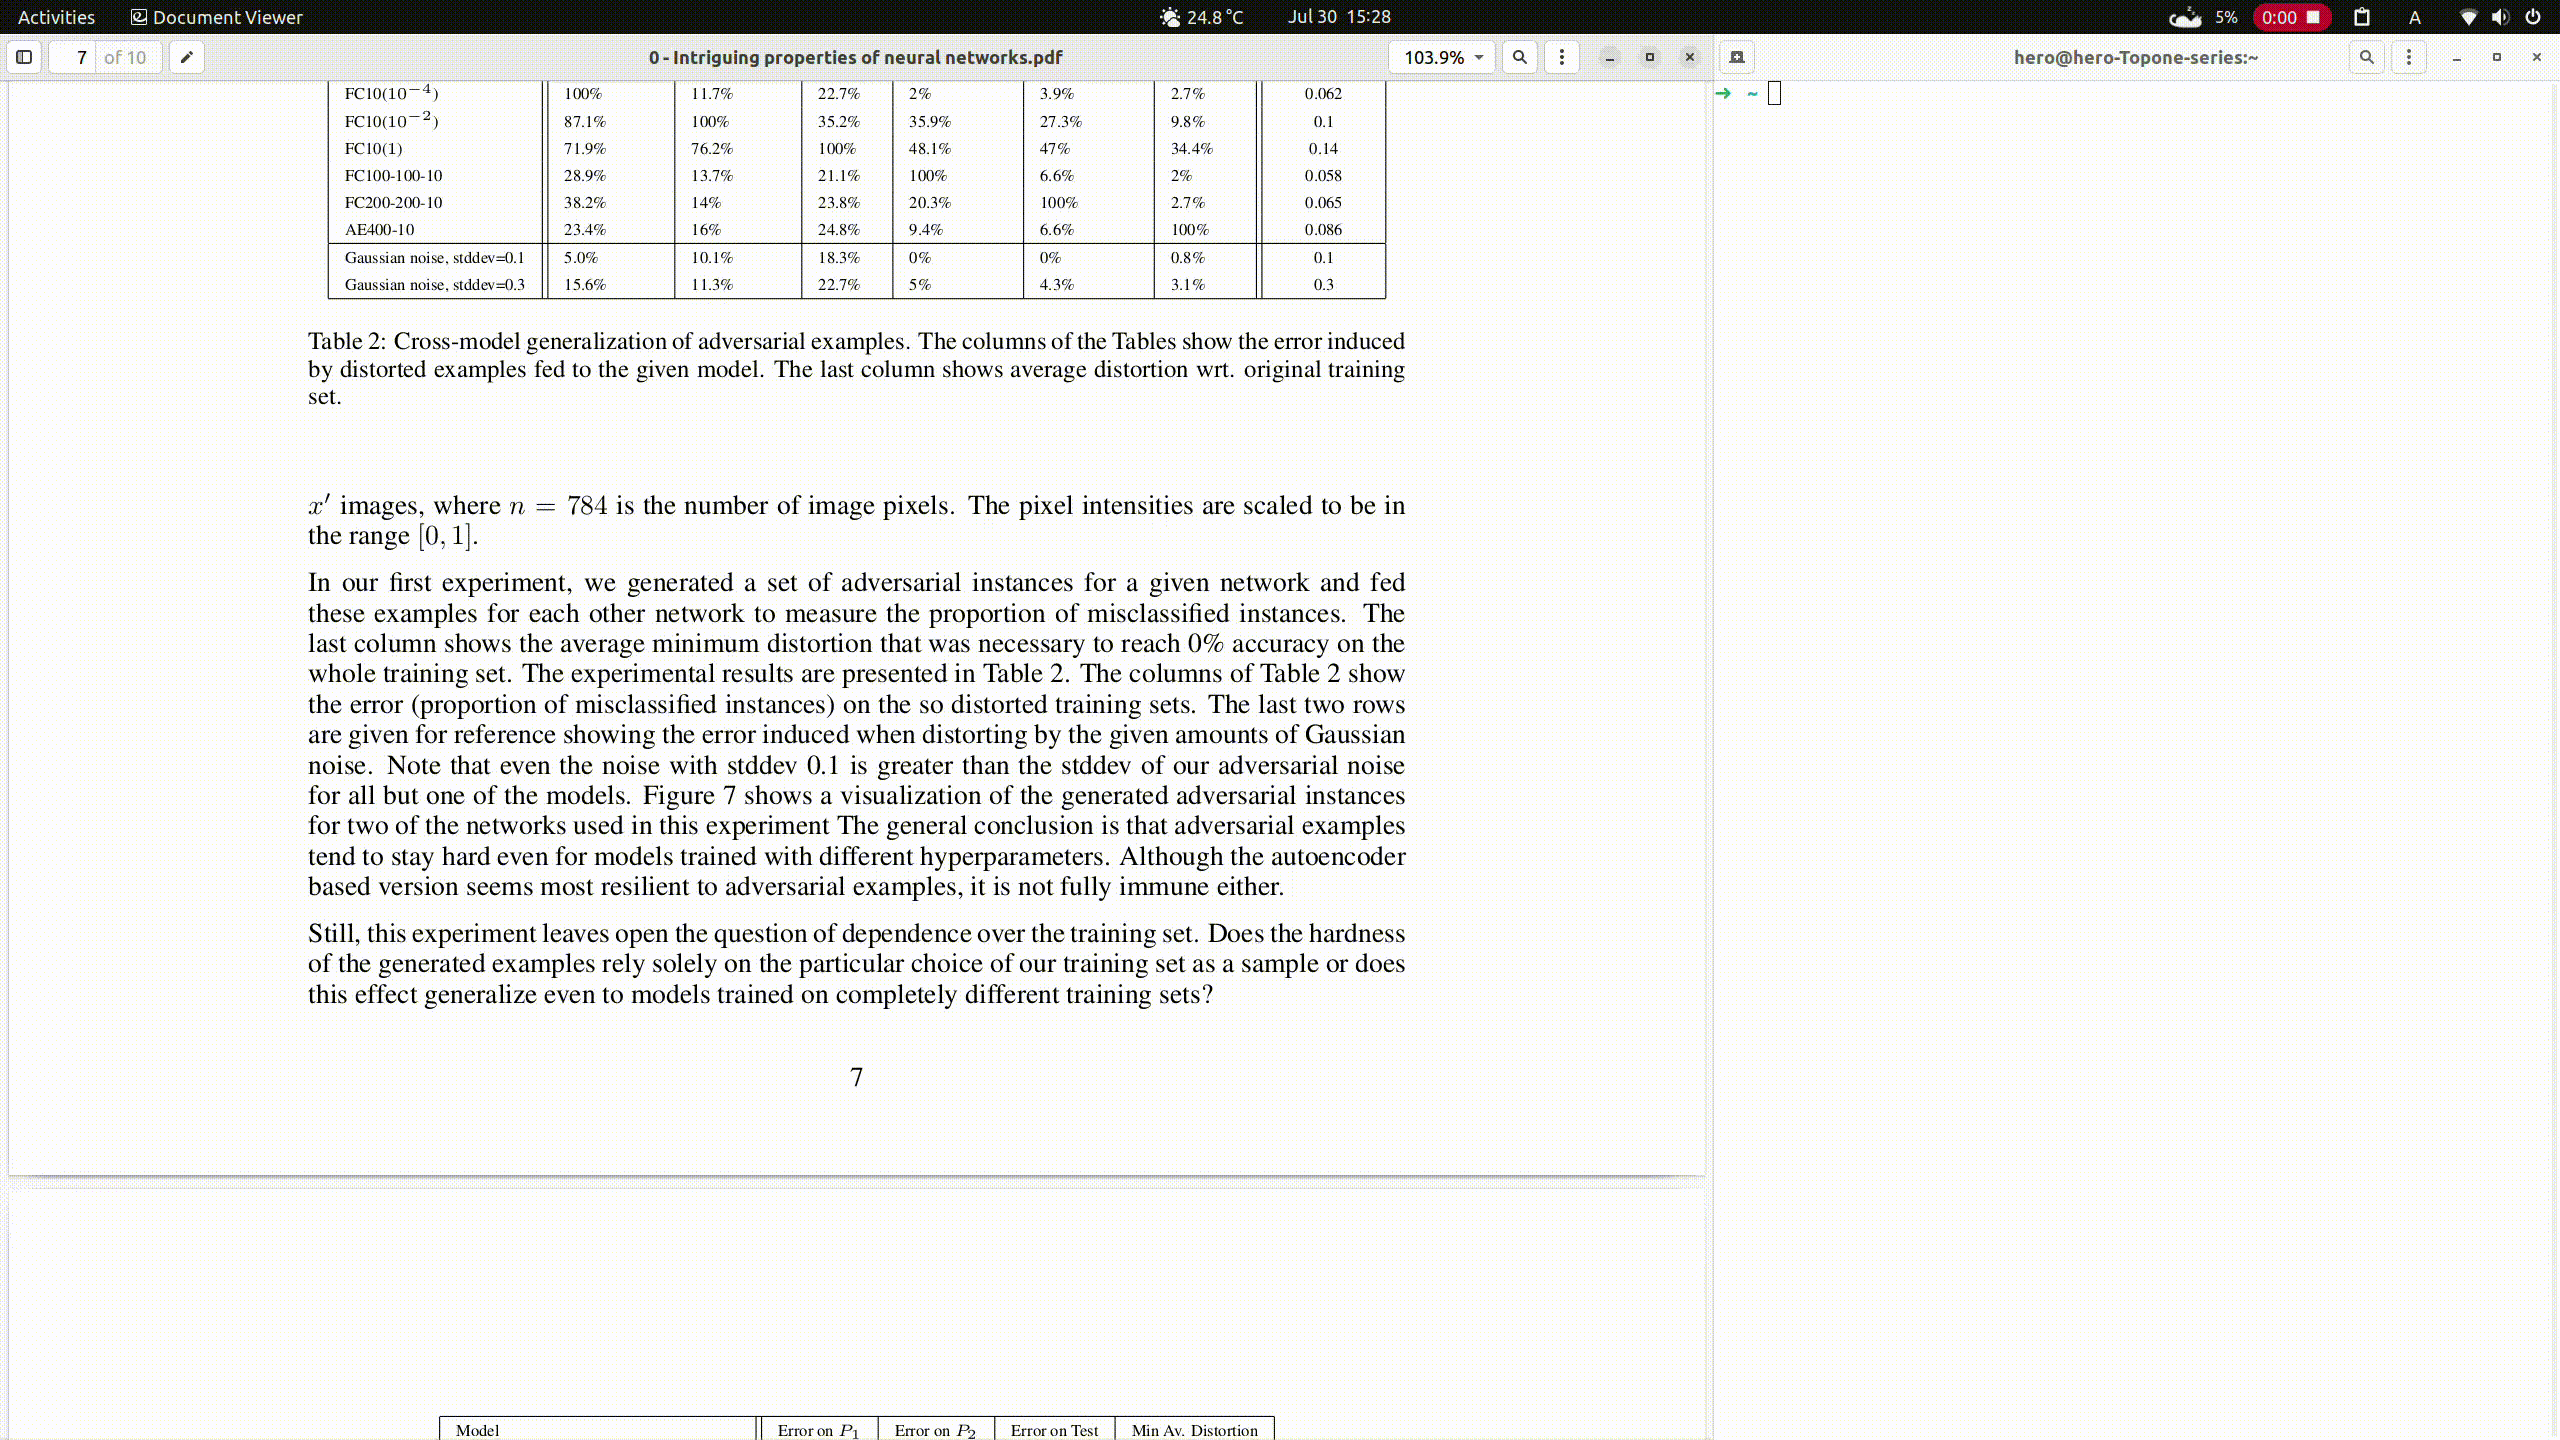 Activities Document Viewer 24.8 °C Jul 30 15:28 5% 0:00 A
7 of 10 0 - Intriguing properties of neural networks.pdf 103.9% hero@hero-Topone-series:~
➜ ~
FC10(10⁻⁴) 100% 11.7% 22.7% 2% 3.9% 2.7% 0.062
FC10(10⁻²) 87.1% 100% 35.2% 35.9% 27.3% 9.8% 0.1
FC10(1) 71.9% 76.2% 100% 48.1% 47% 34.4% 0.14
FC100-100-10 28.9% 13.7% 21.1% 100% 6.6% 2% 0.058
FC200-200-10 38.2% 14% 23.8% 20.3% 100% 2.7% 0.065
AE400-10 23.4% 16% 24.8% 9.4% 6.6% 100% 0.086
Gaussian noise, stddev=0.1 5.0% 10.1% 18.3% 0% 0% 0.8% 0.1
Gaussian noise, stddev=0.3 15.6% 11.3% 22.7% 5% 4.3% 3.1% 0.3
Table 2: Cross-model generalization of adversarial examples. The columns of the Tables show the error induced
by distorted examples fed to the given model. The last column shows average distortion wrt. original training
set.
x′ images, where n = 784 is the number of image pixels. The pixel intensities are scaled to be in
the range [0, 1].
In our first experiment, we generated a set of adversarial instances for a given network and fed
these examples for each other network to measure the proportion of misclassified instances. The
last column shows the average minimum distortion that was necessary to reach 0% accuracy on the
whole training set. The experimental results are presented in Table 2. The columns of Table 2 show
the error (proportion of misclassified instances) on the so distorted training sets. The last two rows
are given for reference showing the error induced when distorting by the given amounts of Gaussian
noise. Note that even the noise with stddev 0.1 is greater than the stddev of our adversarial noise
for all but one of the models. Figure 7 shows a visualization of the generated adversarial instances
for two of the networks used in this experiment The general conclusion is that adversarial examples
tend to stay hard even for models trained with different hyperparameters. Although the autoencoder
based version seems most resilient to adversarial examples, it is not fully immune either.
Still, this experiment leaves open the question of dependence over the training set. Does the hardness
of the generated examples rely solely on the particular choice of our training set as a sample or does
this effect generalize even to models trained on completely different training sets?
7
Model Error on P₁ Error on P₂ Error on Test Min Av. Distortion